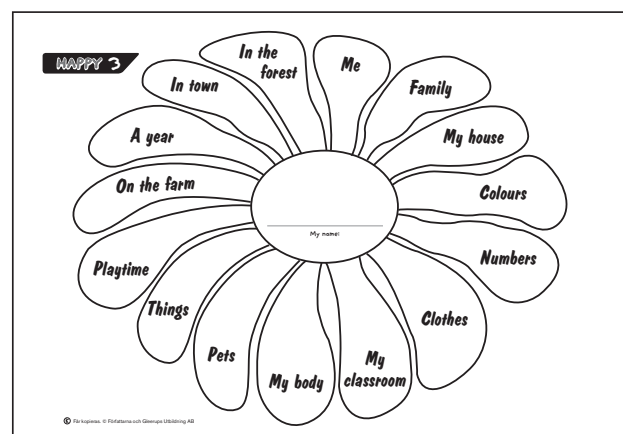 HAPPY 3
In the
forest
Me
Family
My house
Colours
Numbers
Clothes
My
classroom
My body
Pets
Things
Playtime
On the farm
A year
In town
My name:
© Får kopieras. © Författarna och Gleerups Utbildning AB